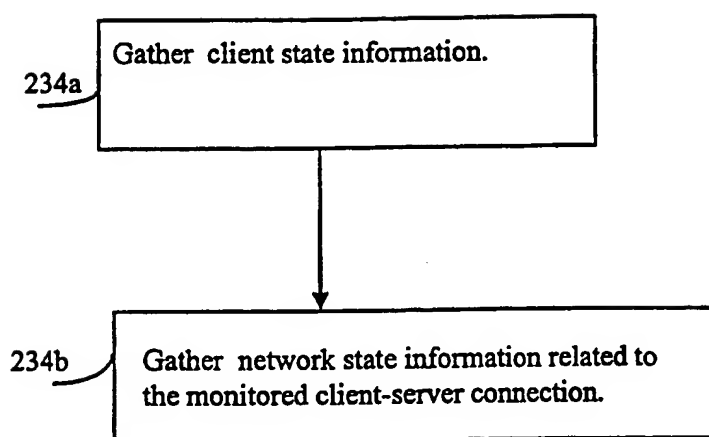 Gather client state information.
234a
234b
Gather network state information related to
the monitored client-server connection.